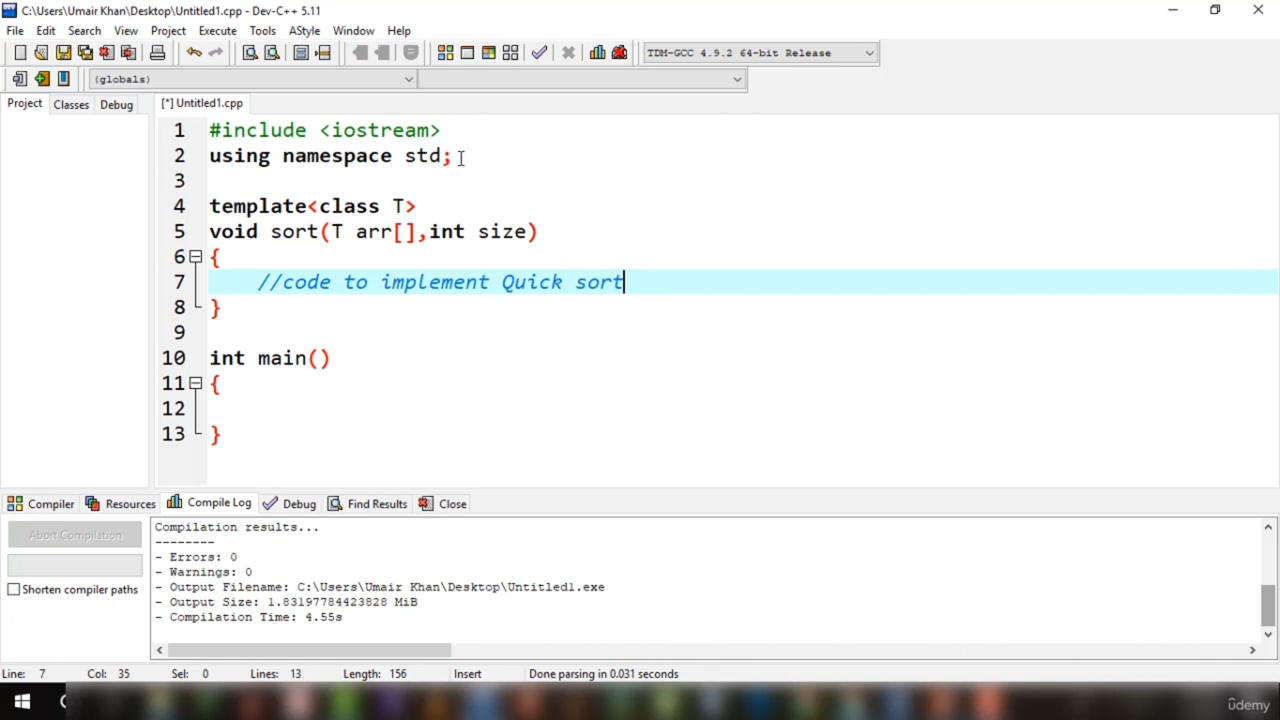 C:\Users\Umair Khan\Desktop\Untitled1.cpp - Dev-C++ 5.11
File Edit Search View Project Execute Tools AStyle Window Help
TDM-GCC 4.9.2 64-bit Release
(globals)
Project Classes Debug [*] Untitled1.cpp
1 #include <iostream>
2 using namespace std;
3
4 template<class T>
5 void sort(T arr[],int size)
6 {
7 //code to implement Quick sort
8 }
9
10 int main()
11 {
12
13 }
Compiler Resources Compile Log Debug Find Results Close
Abort Compilation
Shorten compiler paths
Compilation results...
--------
- Errors: 0
- Warnings: 0
- Output Filename: C:\Users\Umair Khan\Desktop\Untitled1.exe
- Output Size: 1.83197784423828 MiB
- Compilation Time: 4.55s
Line: 7 Col: 35 Sel: 0 Lines: 13 Length: 156 Insert Done parsing in 0.031 seconds
ûdemy